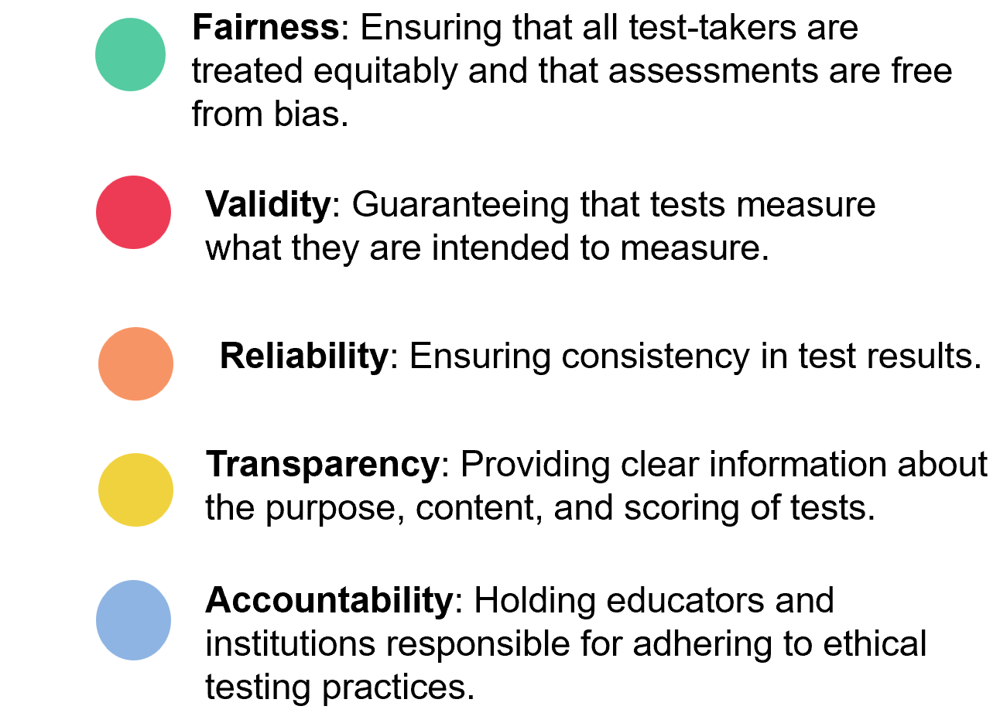 Fairness: Ensuring that all test-takers are
treated equitably and that assessments are free
from bias.
Validity: Guaranteeing that tests measure
what they are intended to measure.
Reliability: Ensuring consistency in test results.
Transparency: Providing clear information about
the purpose, content, and scoring of tests.
Accountability: Holding educators and
institutions responsible for adhering to ethical
testing practices.